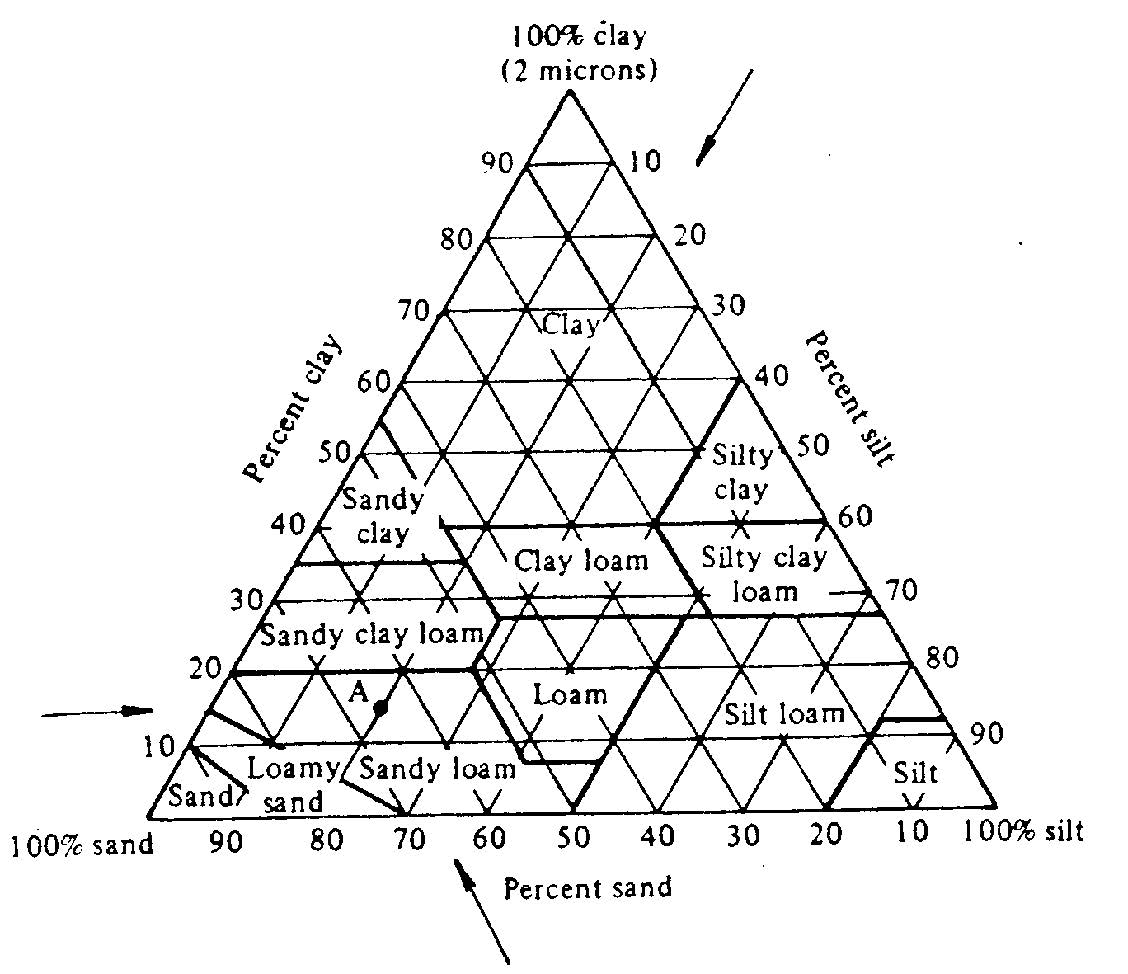 100% clay
(2 microns)
90 10
80 20
70 30
Clay
60 40
Percent clay
Percent silt
50 50
Silty
clay
Sandy
clay
40 60
Clay loam
Silty clay
loam
30 70
Sandy clay loam
20 80
A
Loam
Silt loam
10 90
Loamy
sand
Sandy loam
Silt
Sand
100% sand 90 80 70 60 50 40 30 20 10 100% silt
Percent sand